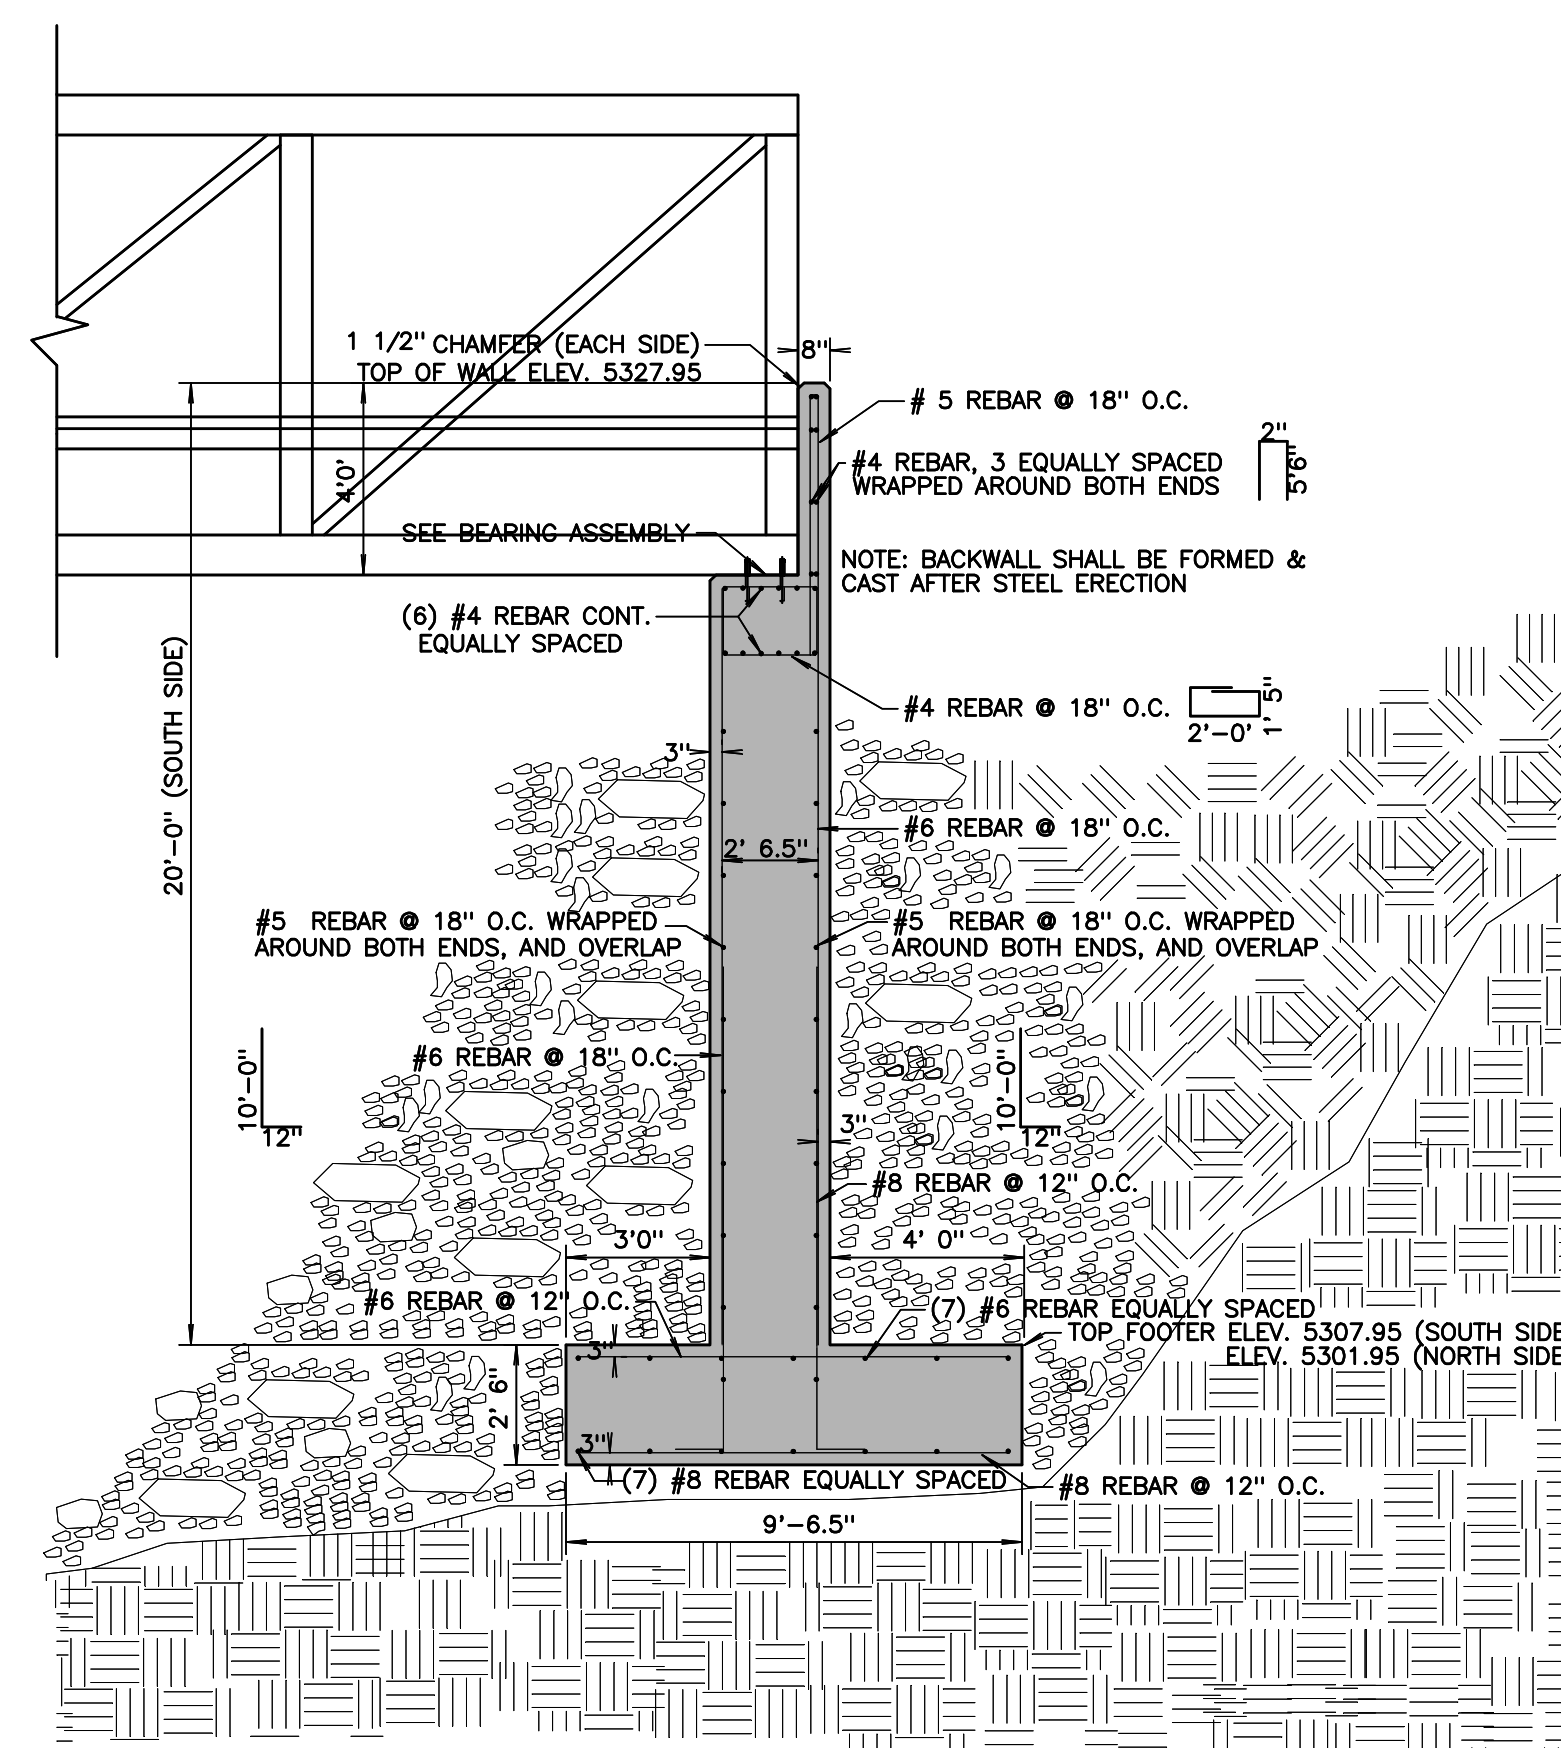 1 1/2" CHAMFER (EACH SIDE)
TOP OF WALL ELEV. 5327.95
8"
# 5 REBAR @ 18" O.C.
2"
5'6"
#4 REBAR, 3 EQUALLY SPACED
WRAPPED AROUND BOTH ENDS
4'0'
SEE BEARING ASSEMBLY
NOTE: BACKWALL SHALL BE FORMED &
CAST AFTER STEEL ERECTION
(6) #4 REBAR CONT.
EQUALLY SPACED
20'-0" (SOUTH SIDE)
#4 REBAR @ 18" O.C.
2'-0'
1' 5"
3"
#6 REBAR @ 18" O.C.
2' 6.5"
#5 REBAR @ 18" O.C. WRAPPED
AROUND BOTH ENDS, AND OVERLAP
#5 REBAR @ 18" O.C. WRAPPED
AROUND BOTH ENDS, AND OVERLAP
#6 REBAR @ 18" O.C.
10'-0"
12"
10'-0"
12"
3"
#8 REBAR @ 12" O.C.
3'0"
4' 0"
#6 REBAR @ 12" O.C.
(7) #6 REBAR EQUALLY SPACED
TOP FOOTER ELEV. 5307.95 (SOUTH SIDE
ELEV. 5301.95 (NORTH SIDE
3"
2' 6"
3"
(7) #8 REBAR EQUALLY SPACED
#8 REBAR @ 12" O.C.
9'-6.5"